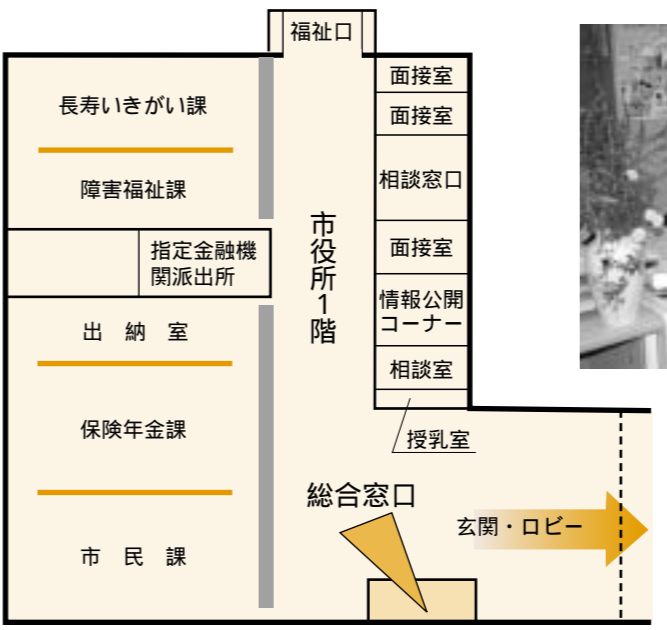 福祉口
長寿いきがい課
障害福祉課
指定金融機
関派出所
出納室
保険年金課
市民課
市役所1階
面接室
面接室
相談窓口
面接室
情報公開
コーナー
相談室
授乳室
総合窓口
玄関・ロビー